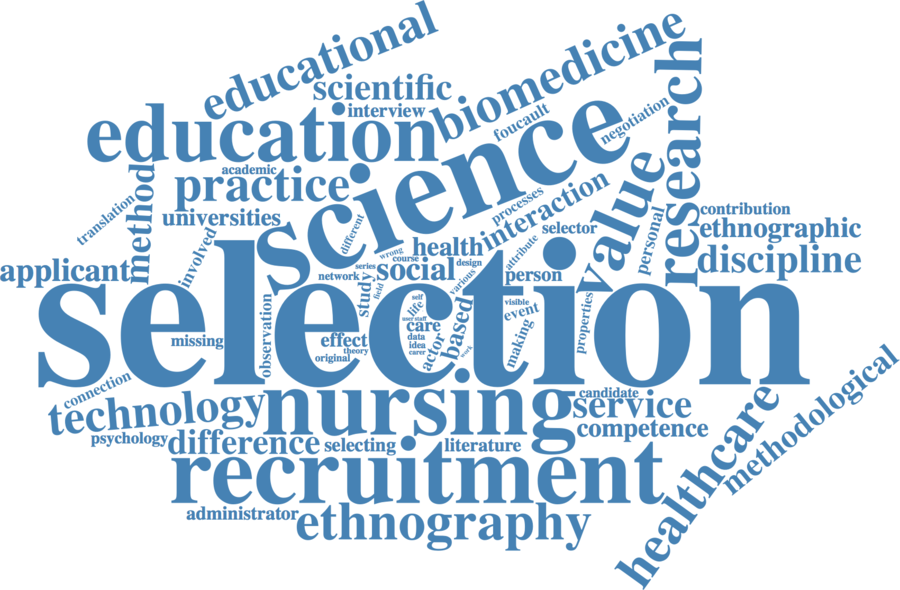 educational
scientific
interview
biomedicine
foucault
negotiation
research
education
academic
practice
science
translation
method
universities
involved
different
processes
interaction
value
personal
contribution
ethnographic
discipline
selector
attribute
applicant
wrong
course
series
network
health
social
design
various
person
study
field
selection
self
life
user staff
care
data
idea
carer
actor
based
work
visible
event
making
properties
observation
missing
effect
theory
original
connection
technology
psychology
nursing
candidate
service
competence
difference
selecting
literature
recruitment
administrator
ethnography
healthcare
methodological